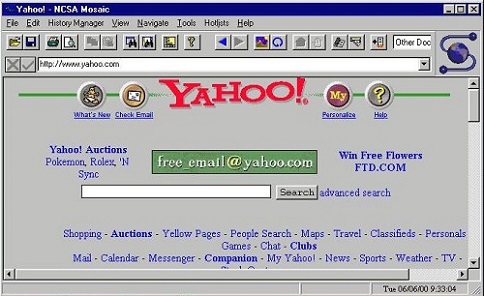 Yahoo! - NCSA Mosaic
File Edit History Manager View Navigate Tools Hotlists Help
Other Doc
http://www.yahoo.com
What's New Check Email YAHOO! My Personalize ? Help
Yahoo! Auctions
Pokemon, Rolex, 'N
Sync
free_email@yahoo.com
Win Free Flowers
FTD.COM
Search advanced search
Shopping - Auctions - Yellow Pages - People Search - Maps - Travel - Classifieds - Personals
Games - Chat - Clubs
Mail - Calendar - Messenger - Companion - My Yahoo! - News - Sports - Weather - TV -
Tue 06/06/00 9:33:04